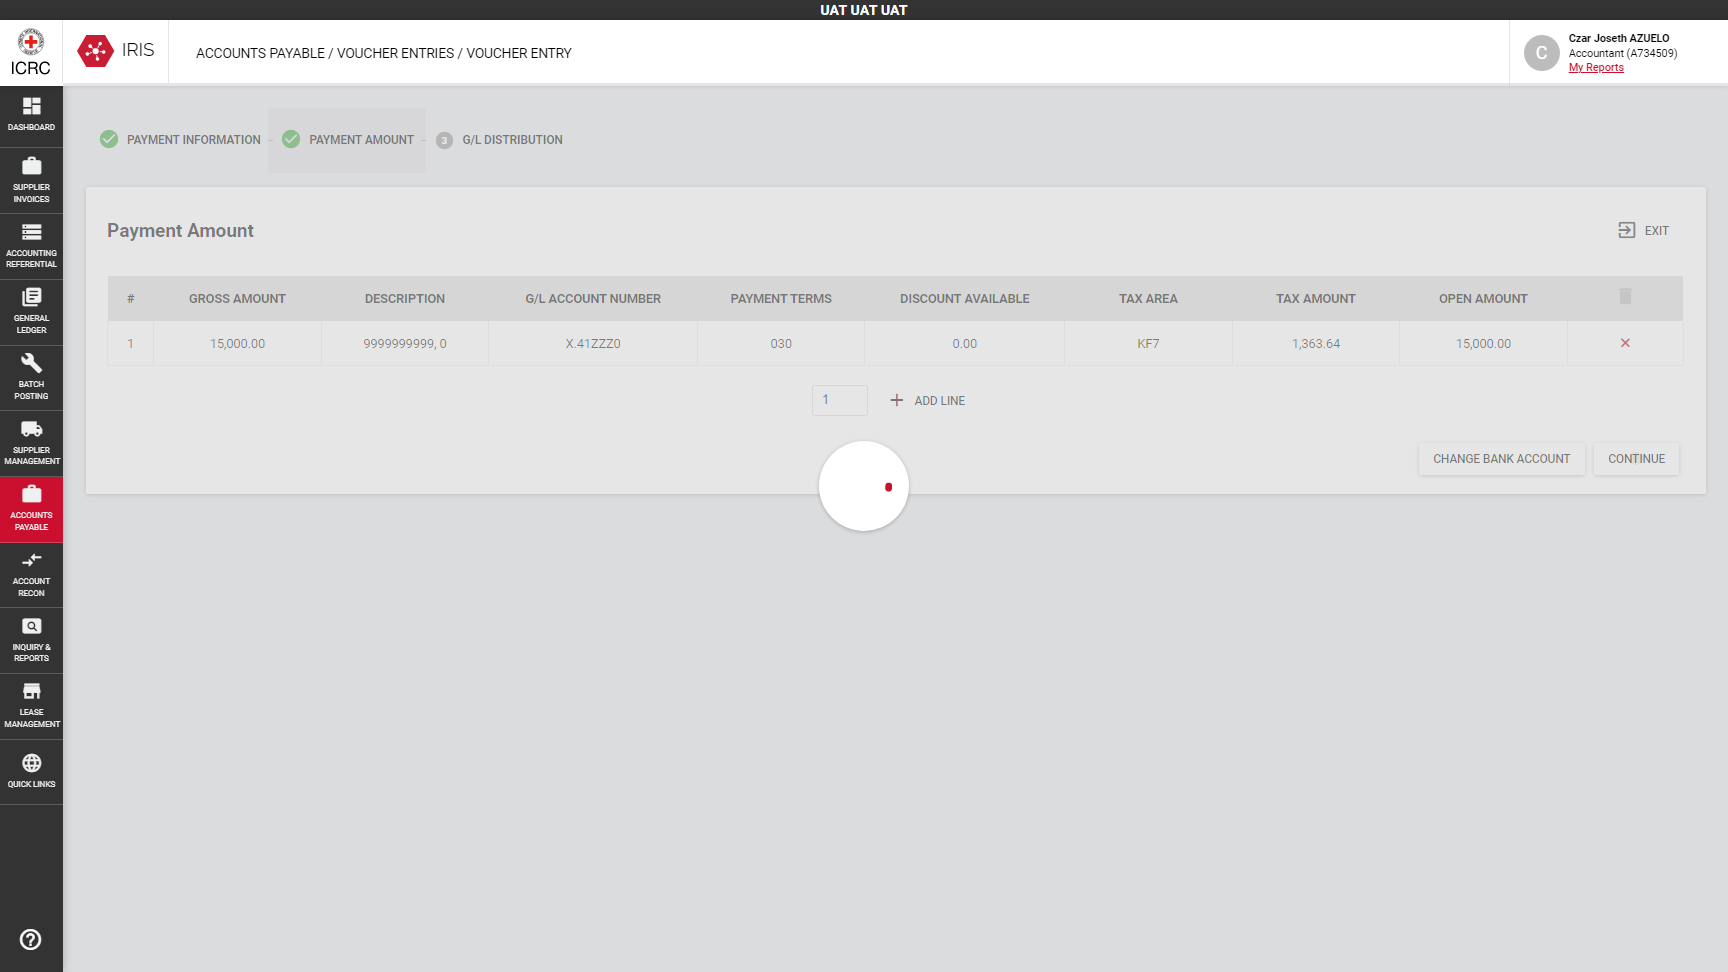 UAT UAT UAT
ICRC
IRIS
ACCOUNTS PAYABLE / VOUCHER ENTRIES / VOUCHER ENTRY
C
Czar Joseth AZUELO
Accountant (A734509)
My Reports
DASHBOARD
SUPPLIER
INVOICES
ACCOUNTING
REFERENTIAL
GENERAL
LEDGER
BATCH
POSTING
SUPPLIER
MANAGEMENT
ACCOUNTS
PAYABLE
ACCOUNT
RECON
INQUIRY &
REPORTS
LEASE
MANAGEMENT
QUICK LINKS
PAYMENT INFORMATION
PAYMENT AMOUNT
3 G/L DISTRIBUTION
Payment Amount
EXIT
# GROSS AMOUNT DESCRIPTION G/L ACCOUNT NUMBER PAYMENT TERMS DISCOUNT AVAILABLE TAX AREA TAX AMOUNT OPEN AMOUNT
1 15,000.00 9999999999, 0 X.41ZZZ0 030 0.00 KF7 1,363.64 15,000.00
1 ADD LINE
CHANGE BANK ACCOUNT CONTINUE